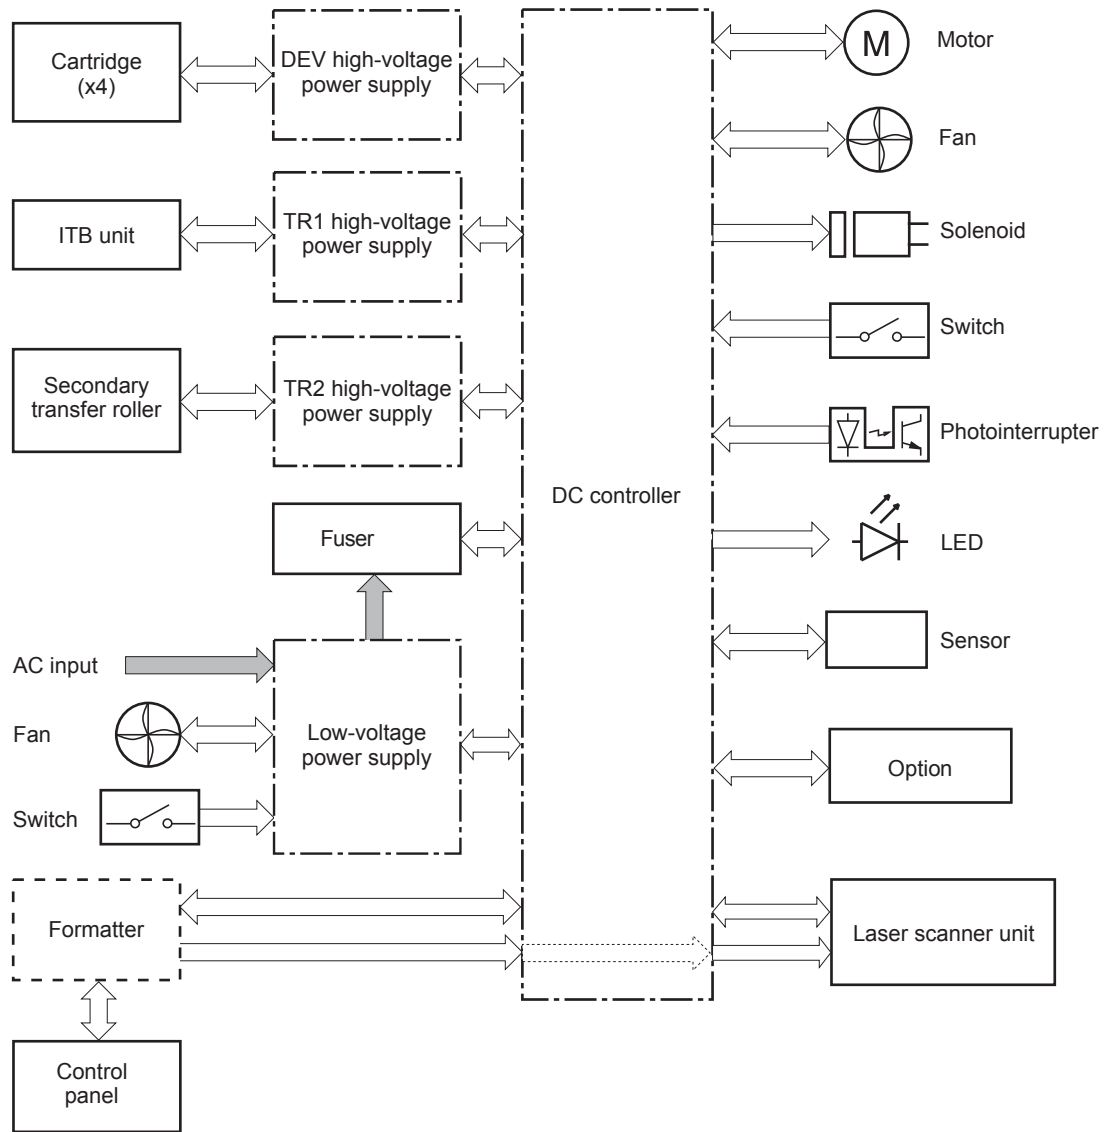 Cartridge
(x4)
DEV high-voltage
power supply
M
Motor
Fan
ITB unit
TR1 high-voltage
power supply
Solenoid
Switch
Secondary
transfer roller
TR2 high-voltage
power supply
Photointerrupter
DC controller
Fuser
LED
AC input
Sensor
Fan
Low-voltage
power supply
Option
Switch
Formatter
Laser scanner unit
Control
panel